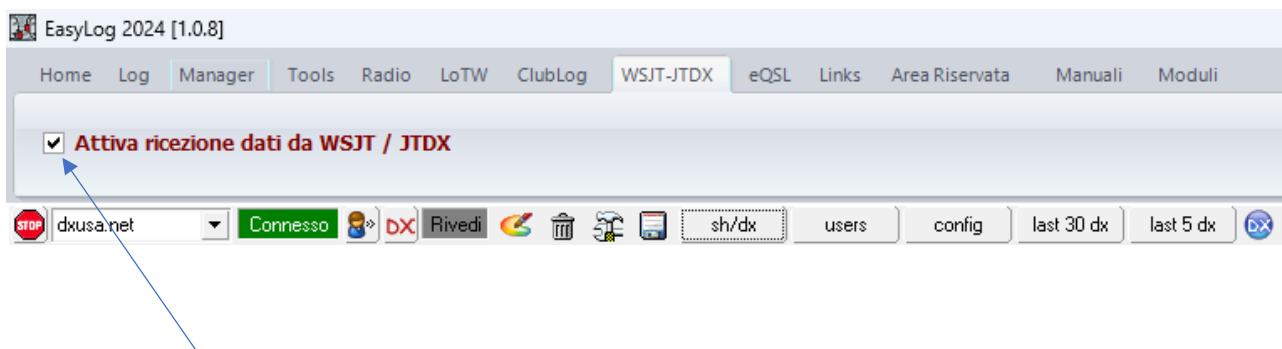 EasyLog 2024 [1.0.8]
Home Log Manager Tools Radio LoTW ClubLog WSJT-JTDX eQSL Links Area Riservata Manuali Moduli
Attiva ricezione dati da WSJT / JTDX
STOP dxusa.net Connesso DX Rivedi sh/dx users config last 30 dx last 5 dx DX